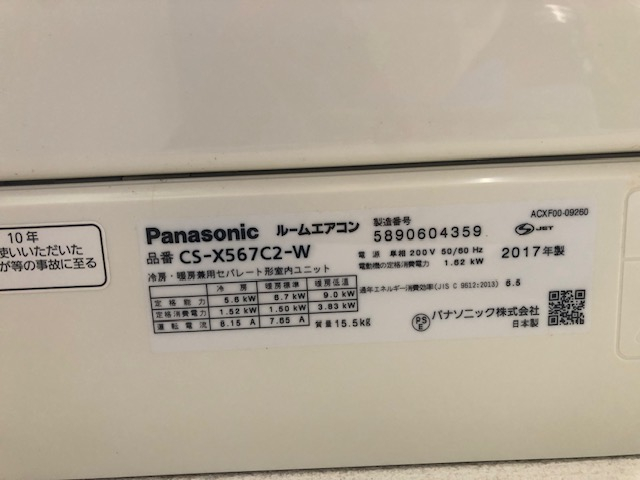 10年
使いいただいた
が等の事故に至る
Panasonic ルームエアコン
品番 CS-X567C2-W
冷房・暖房兼用セパレート形室内ユニット
冷房 暖房標準 暖房低温
定格能力 5.6 kW 6.7 kW 9.0 kW
定格消費電力 1.52 kW 1.50 kW 3.83 kW
運転電流 8.15 A 7.65 A
質量 15.5kg
製造番号
5890604359
電源 単相 200V 50/60 Hz
電動機の定格消費電力 1.62 kW
通年エネルギー消費効率(JIS C 9612:2013) 6.5
ACXF00-09260
S JET
2017年製
PS E パナソニック株式会社
日本製